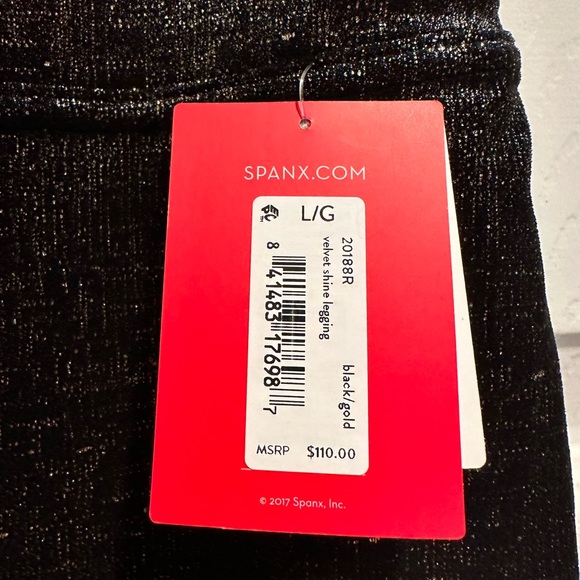 SPANX.COM
L/G
20188R
velvet shine legging
black/gold
8 41483 17698 7
MSRP $110.00
© 2017 Spanx, Inc.